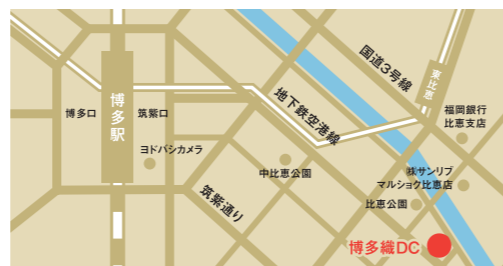 国道3号線
東比恵
博多口
博多駅
筑紫口
地下鉄空港線
福岡銀行
比恵支店
ヨドバシカメラ
中比恵公園
㈱サンリブ
マルショク比恵店
筑紫通り
比恵公園
博多織DC